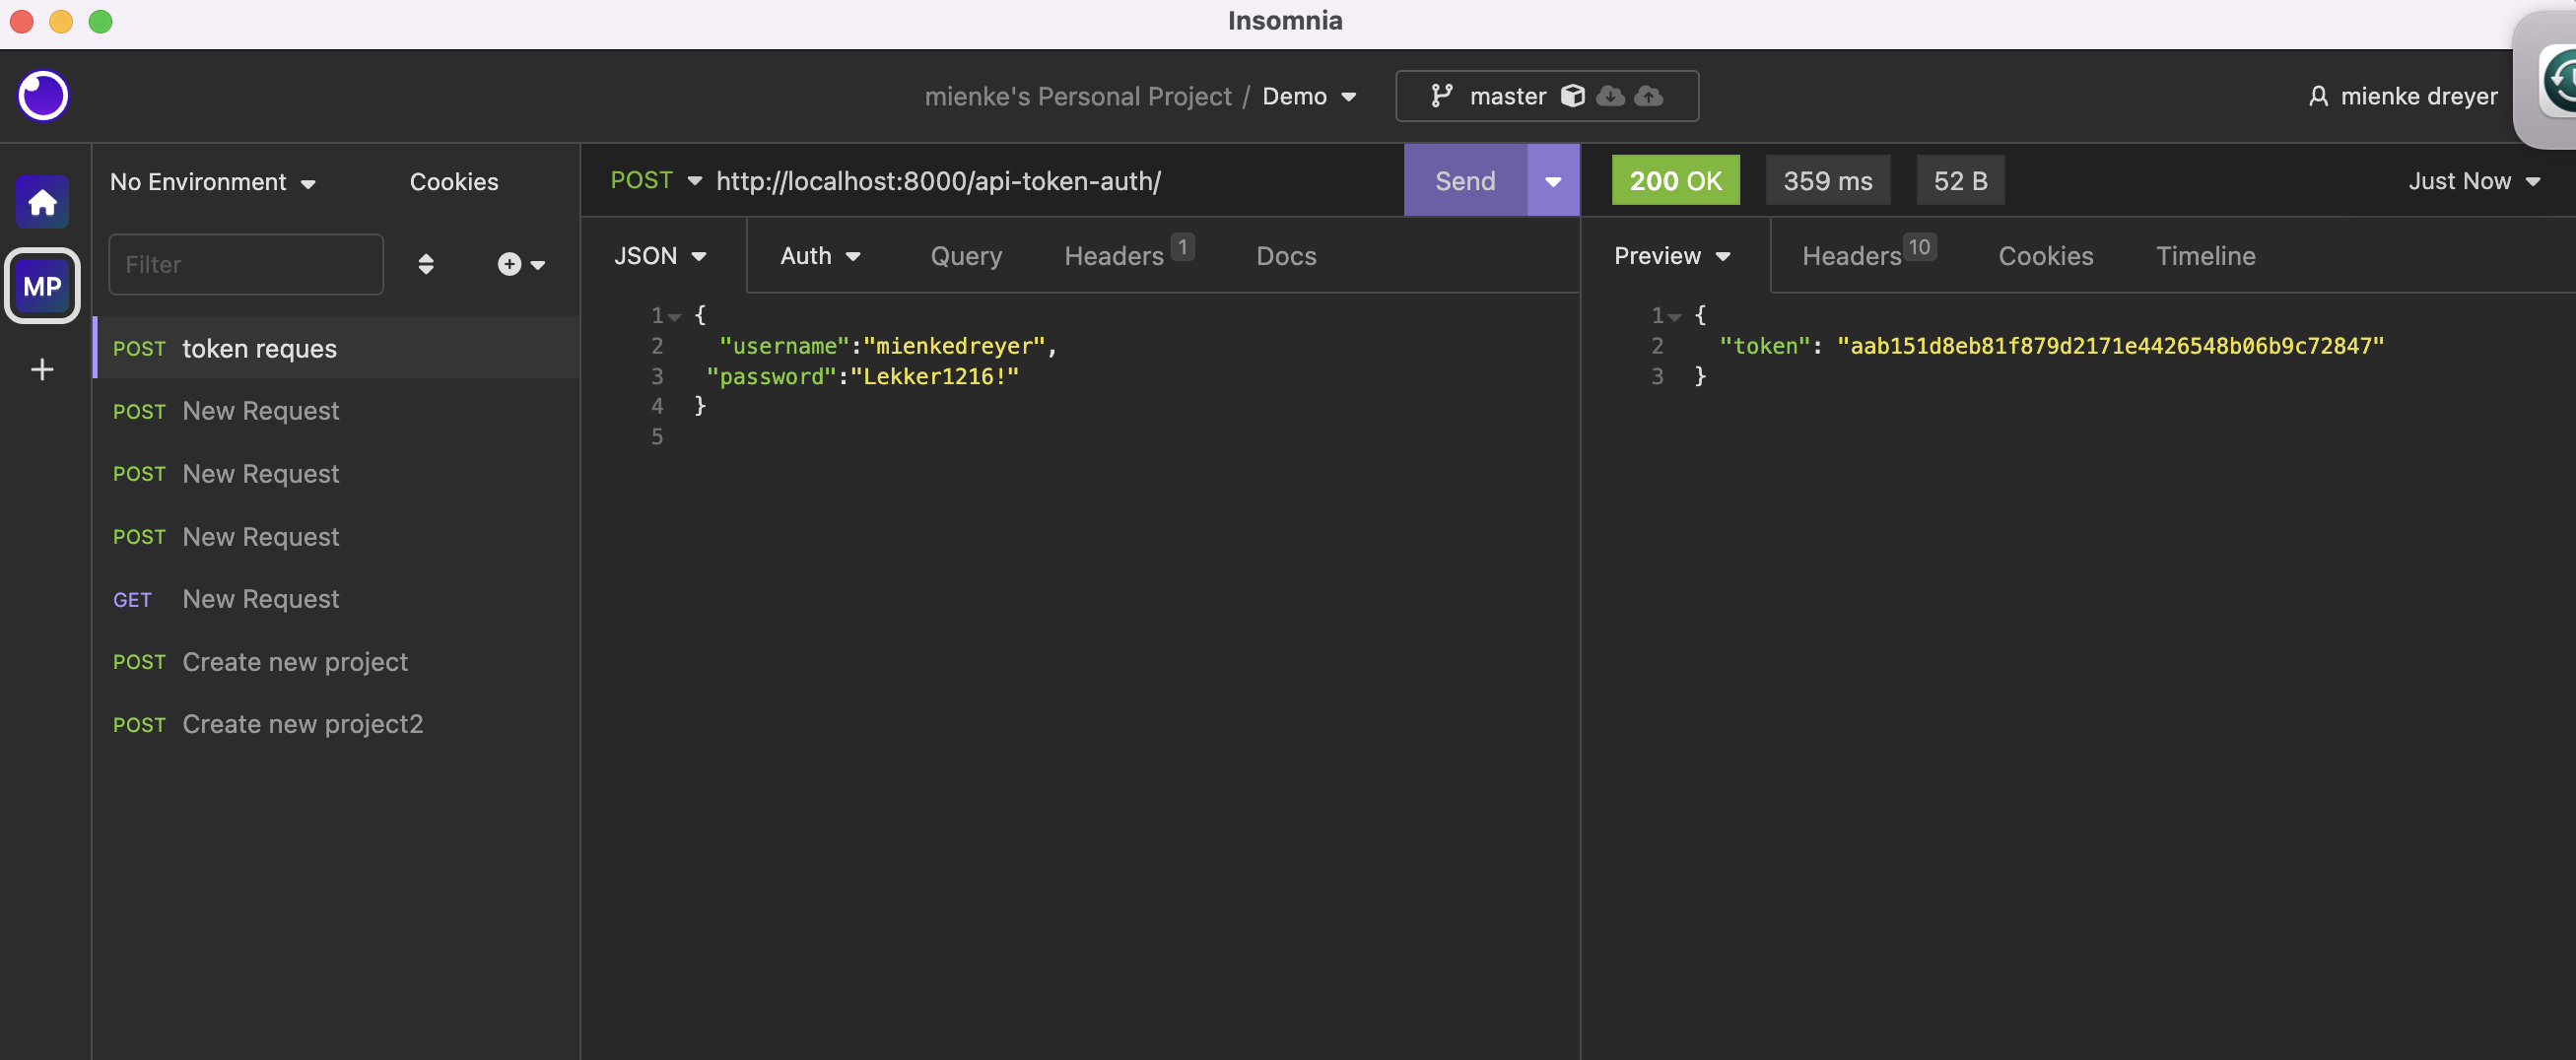 Insomnia
mienke's Personal Project / Demo
master
mienke dreyer
MP
No Environment
Cookies
Filter
POST token reques
POST New Request
POST New Request
POST New Request
GET New Request
POST Create new project
POST Create new project2
POST http://localhost:8000/api-token-auth/
Send
JSON Auth Query Headers 1 Docs
1 {
2 "username":"mienkedreyer",
3 "password":"Lekker1216!"
4 }
5
200 OK 359 ms 52 B Just Now
Preview Headers 10 Cookies Timeline
1 {
2 "token": "aab151d8eb81f879d2171e4426548b06b9c72847"
3 }